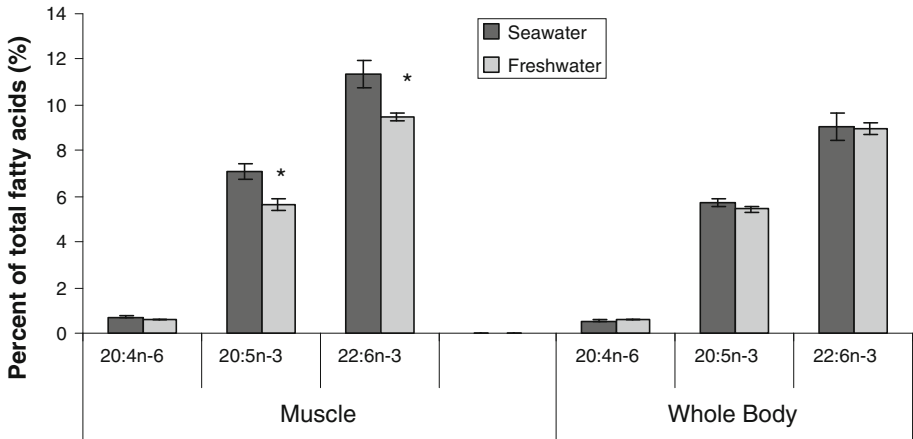 Percent of total fatty acids (%)
14
12
10
8
6
4
2
0
Seawater
Freshwater
*
*
20:4n-6
20:5n-3
22:6n-3
20:4n-6
20:5n-3
22:6n-3
Muscle
Whole Body